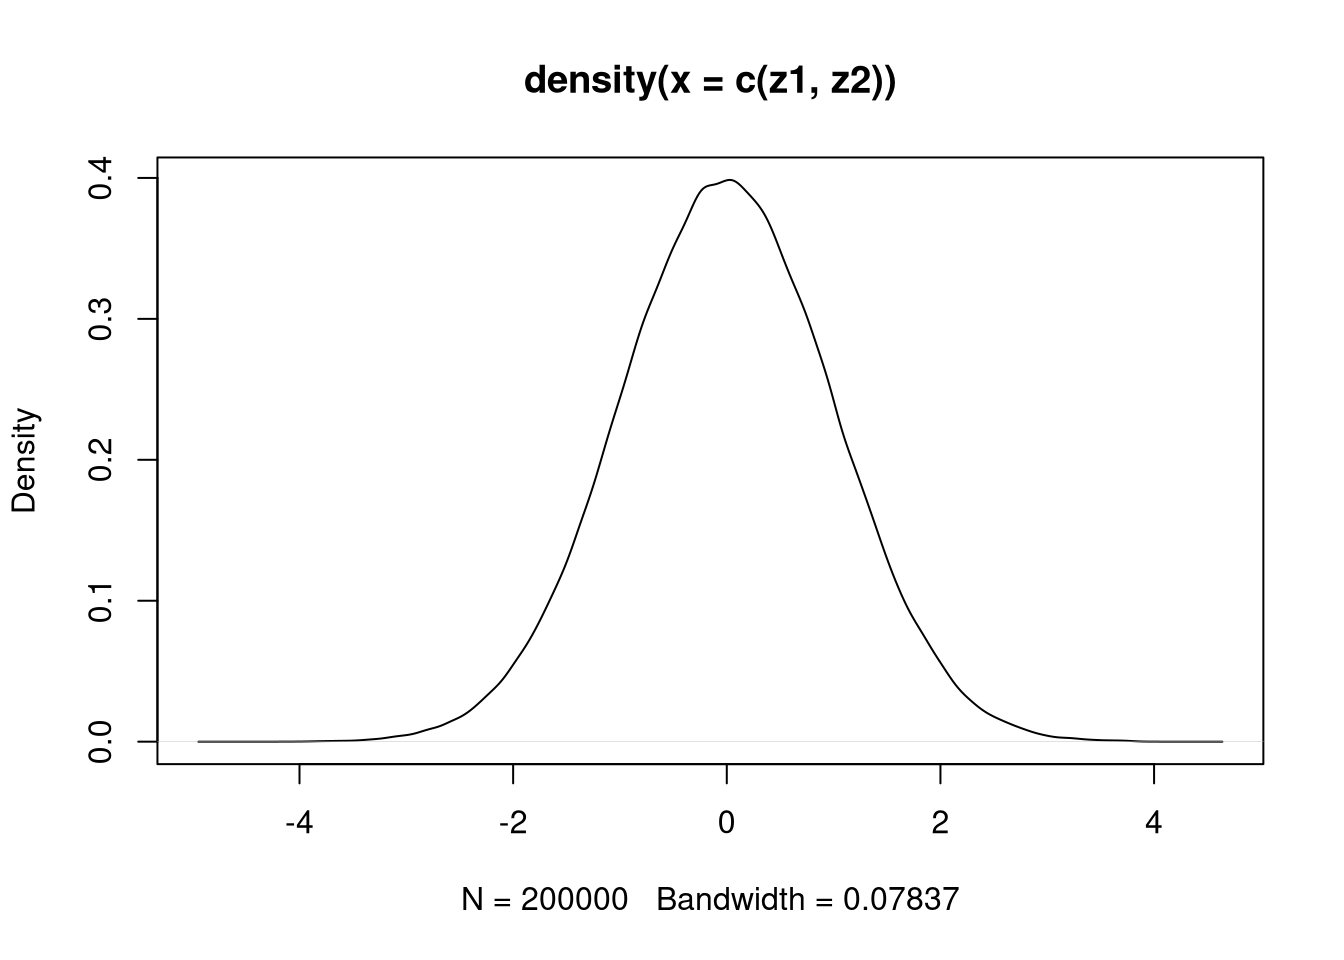 density(x = c(z1, z2))
Density
0.4
0.3
0.2
0.1
0.0
-4 -2 0 2 4
N = 200000 Bandwidth = 0.07837